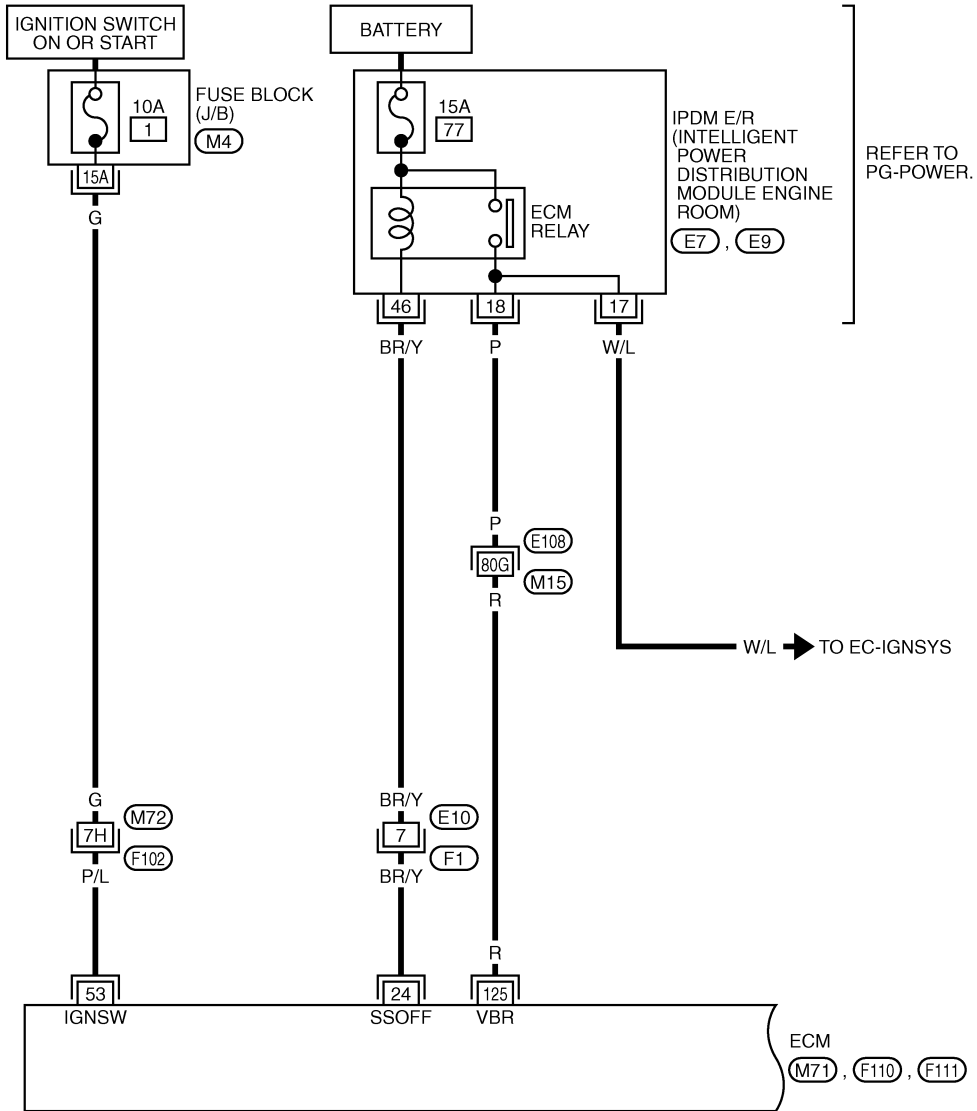 IGNITION SWITCH
ON OR START
BATTERY
10A
1
FUSE BLOCK
(J/B)
M4
15A
G
15A
77
ECM
RELAY
IPDM E/R
(INTELLIGENT
POWER
DISTRIBUTION
MODULE ENGINE
ROOM)
E7 , E9
REFER TO
PG-POWER.
46
18
17
BR/Y
P
W/L
P
80G
E108
M15
R
W/L
TO EC-IGNSYS
G
7H
M72
F102
P/L
BR/Y
7
E10
F1
BR/Y
R
53
IGNSW
24
SSOFF
125
VBR
ECM
M71 , F110 , F111